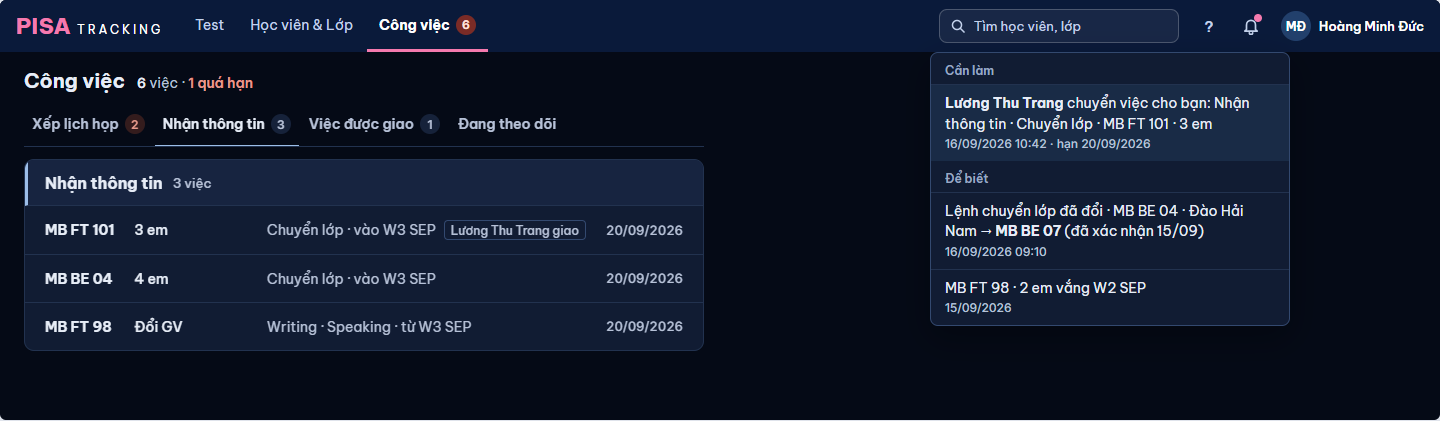 PISA TRACKING Test Học viên & Lớp Công việc 6 Tìm học viên, lớp ? MĐ Hoàng Minh Đức
Công việc 6 việc · 1 quá hạn
Xếp lịch họp 2 Nhận thông tin 3 Việc được giao 1 Đang theo dõi
Nhận thông tin 3 việc
MB FT 101 3 em Chuyển lớp · vào W3 SEP Lương Thu Trang giao 20/09/2026
MB BE 04 4 em Chuyển lớp · vào W3 SEP 20/09/2026
MB FT 98 Đổi GV Writing · Speaking · từ W3 SEP 20/09/2026
Cần làm
Lương Thu Trang chuyển việc cho bạn: Nhận
thông tin · Chuyển lớp · MB FT 101 · 3 em
16/09/2026 10:42 · hạn 20/09/2026
Để biết
Lệnh chuyển lớp đã đổi · MB BE 04 · Đào Hải
Nam → MB BE 07 (đã xác nhận 15/09)
16/09/2026 09:10
MB FT 98 · 2 em vắng W2 SEP
15/09/2026